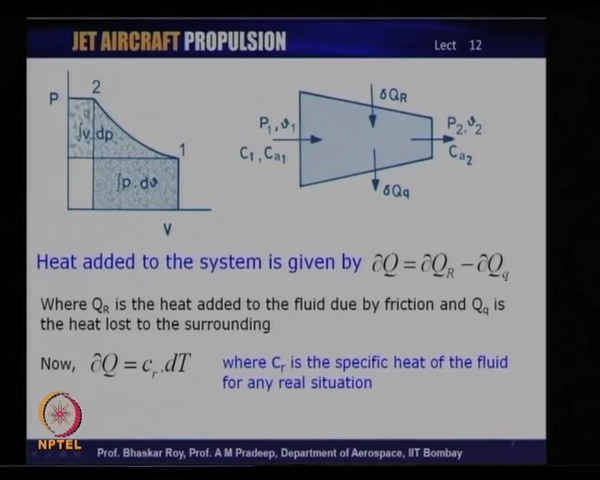 JET AIRCRAFT PROPULSION
Lect 12
P
2
∫v.dp
1
∫p.dϑ
V
δQR
P1,ϑ1
C1,Ca1
P2,ϑ2
Ca2
δQq
Heat added to the system is given by ∂Q = ∂Q_R − ∂Q_q
Where QR is the heat added to the fluid due by friction and Qq is
the heat lost to the surrounding
Now, ∂Q = c_r.dT where Cr is the specific heat of the fluid
for any real situation
NPTEL
Prof. Bhaskar Roy, Prof. A M Pradeep, Department of Aerospace, IIT Bombay